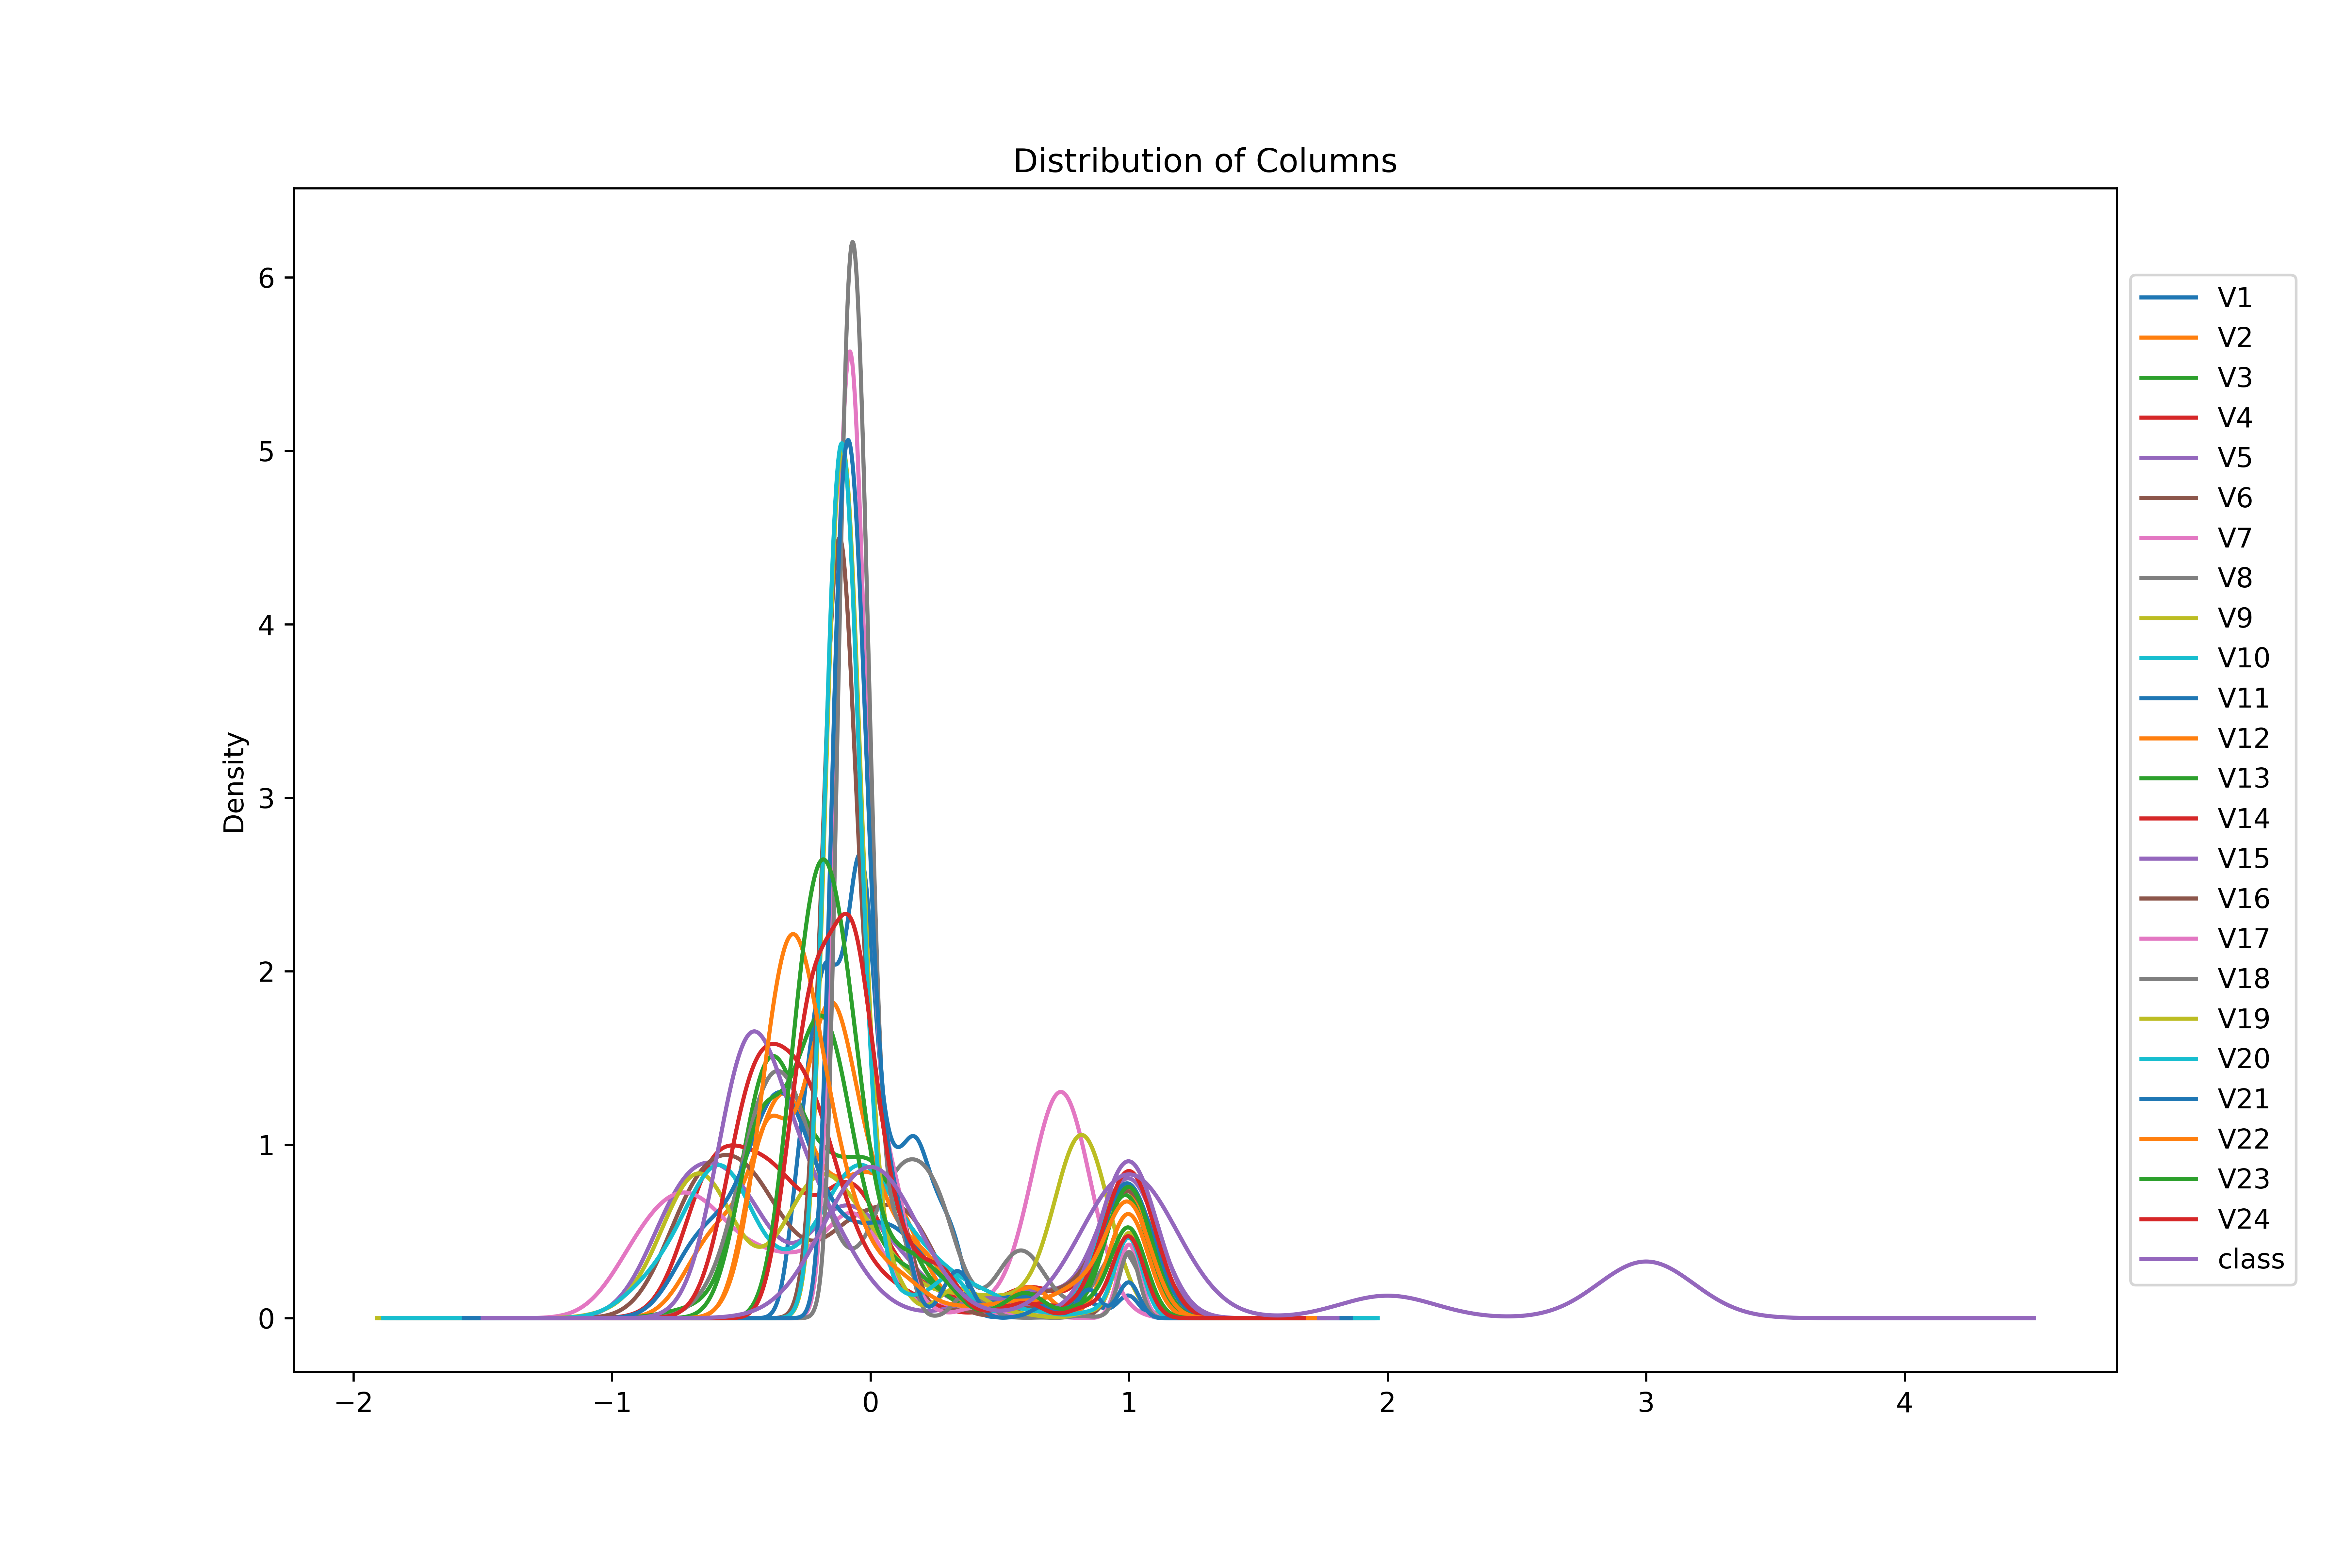 Distribution of Columns
Density
6
5
4
3
2
1
0
−2
−1
0
1
2
3
4
V1
V2
V3
V4
V5
V6
V7
V8
V9
V10
V11
V12
V13
V14
V15
V16
V17
V18
V19
V20
V21
V22
V23
V24
class